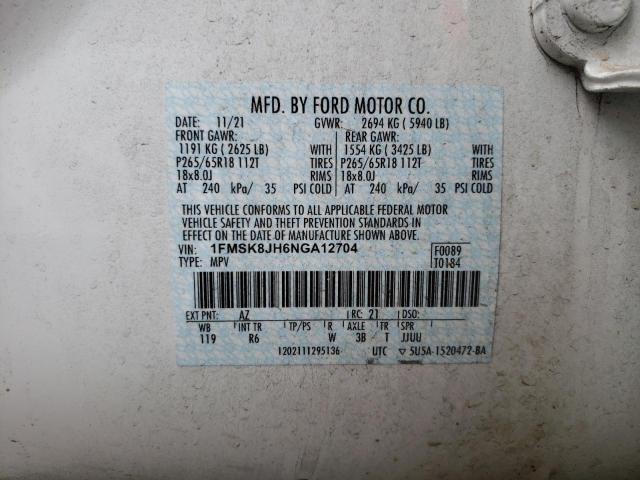 MFD. BY FORD MOTOR CO.
DATE: 11/21 GVWR: 2694 KG ( 5940 LB)
FRONT GAWR: REAR GAWR:
1191 KG ( 2625 LB) WITH 1554 KG ( 3425 LB) WITH
P265/65R18 112T TIRES P265/65R18 112T TIRES
18x8.0J RIMS 18x8.0J RIMS
AT 240 kPa/ 35 PSI COLD AT 240 kPa/ 35 PSI COLD
THIS VEHICLE CONFORMS TO ALL APPLICABLE FEDERAL MOTOR
VEHICLE SAFETY AND THEFT PREVENTION STANDARDS IN
EFFECT ON THE DATE OF MANUFACTURE SHOWN ABOVE.
VIN: 1FMSK8JH6NGA12704 F0089
TYPE: MPV T0184
EXT PNT: AZ RC: 21 DSO:
WB INT TR TP/PS R AXLE TR SPR
119 R6 W 3B T JJUU
1202111295136 UTC ▽ 5U5A-1520472-BA